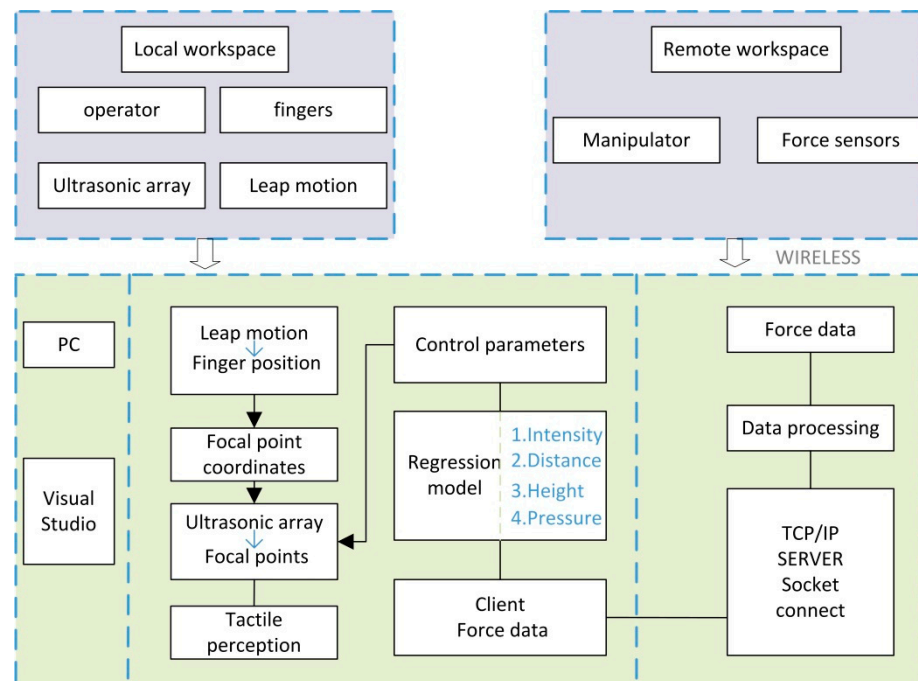 Local workspace
operator
fingers
Ultrasonic array
Leap motion
Remote workspace
Manipulator
Force sensors
WIRELESS
PC
Visual
Studio
Leap motion
Finger position
Focal point
coordinates
Ultrasonic array
Focal points
Tactile
perception
Control parameters
Regression
model
1.Intensity
2.Distance
3.Height
4.Pressure
Client
Force data
Force data
Data processing
TCP/IP
SERVER
Socket
connect